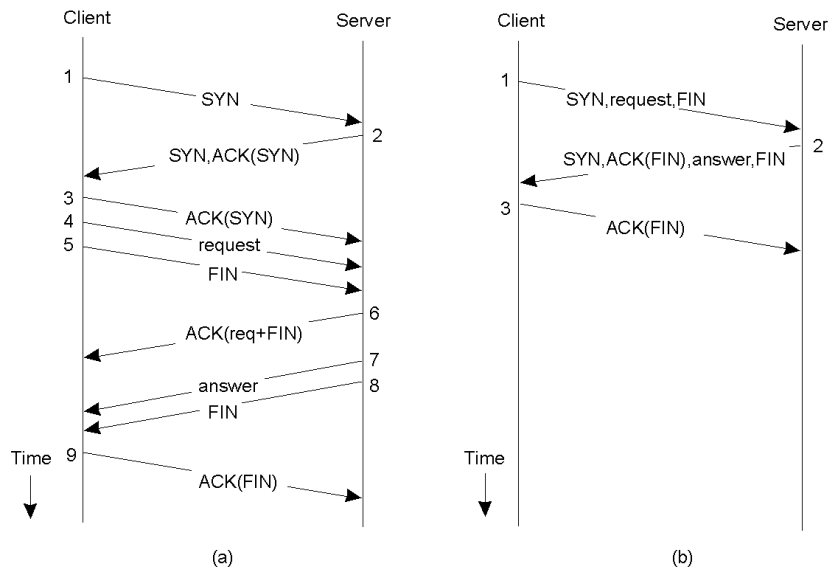 Client
Server
1
SYN
2
SYN,ACK(SYN)
3
ACK(SYN)
4
request
5
FIN
6
ACK(req+FIN)
7
answer
8
FIN
9
Time
ACK(FIN)
(a)
Client
Server
1
SYN,request,FIN
2
SYN,ACK(FIN),answer,FIN
3
ACK(FIN)
Time
(b)